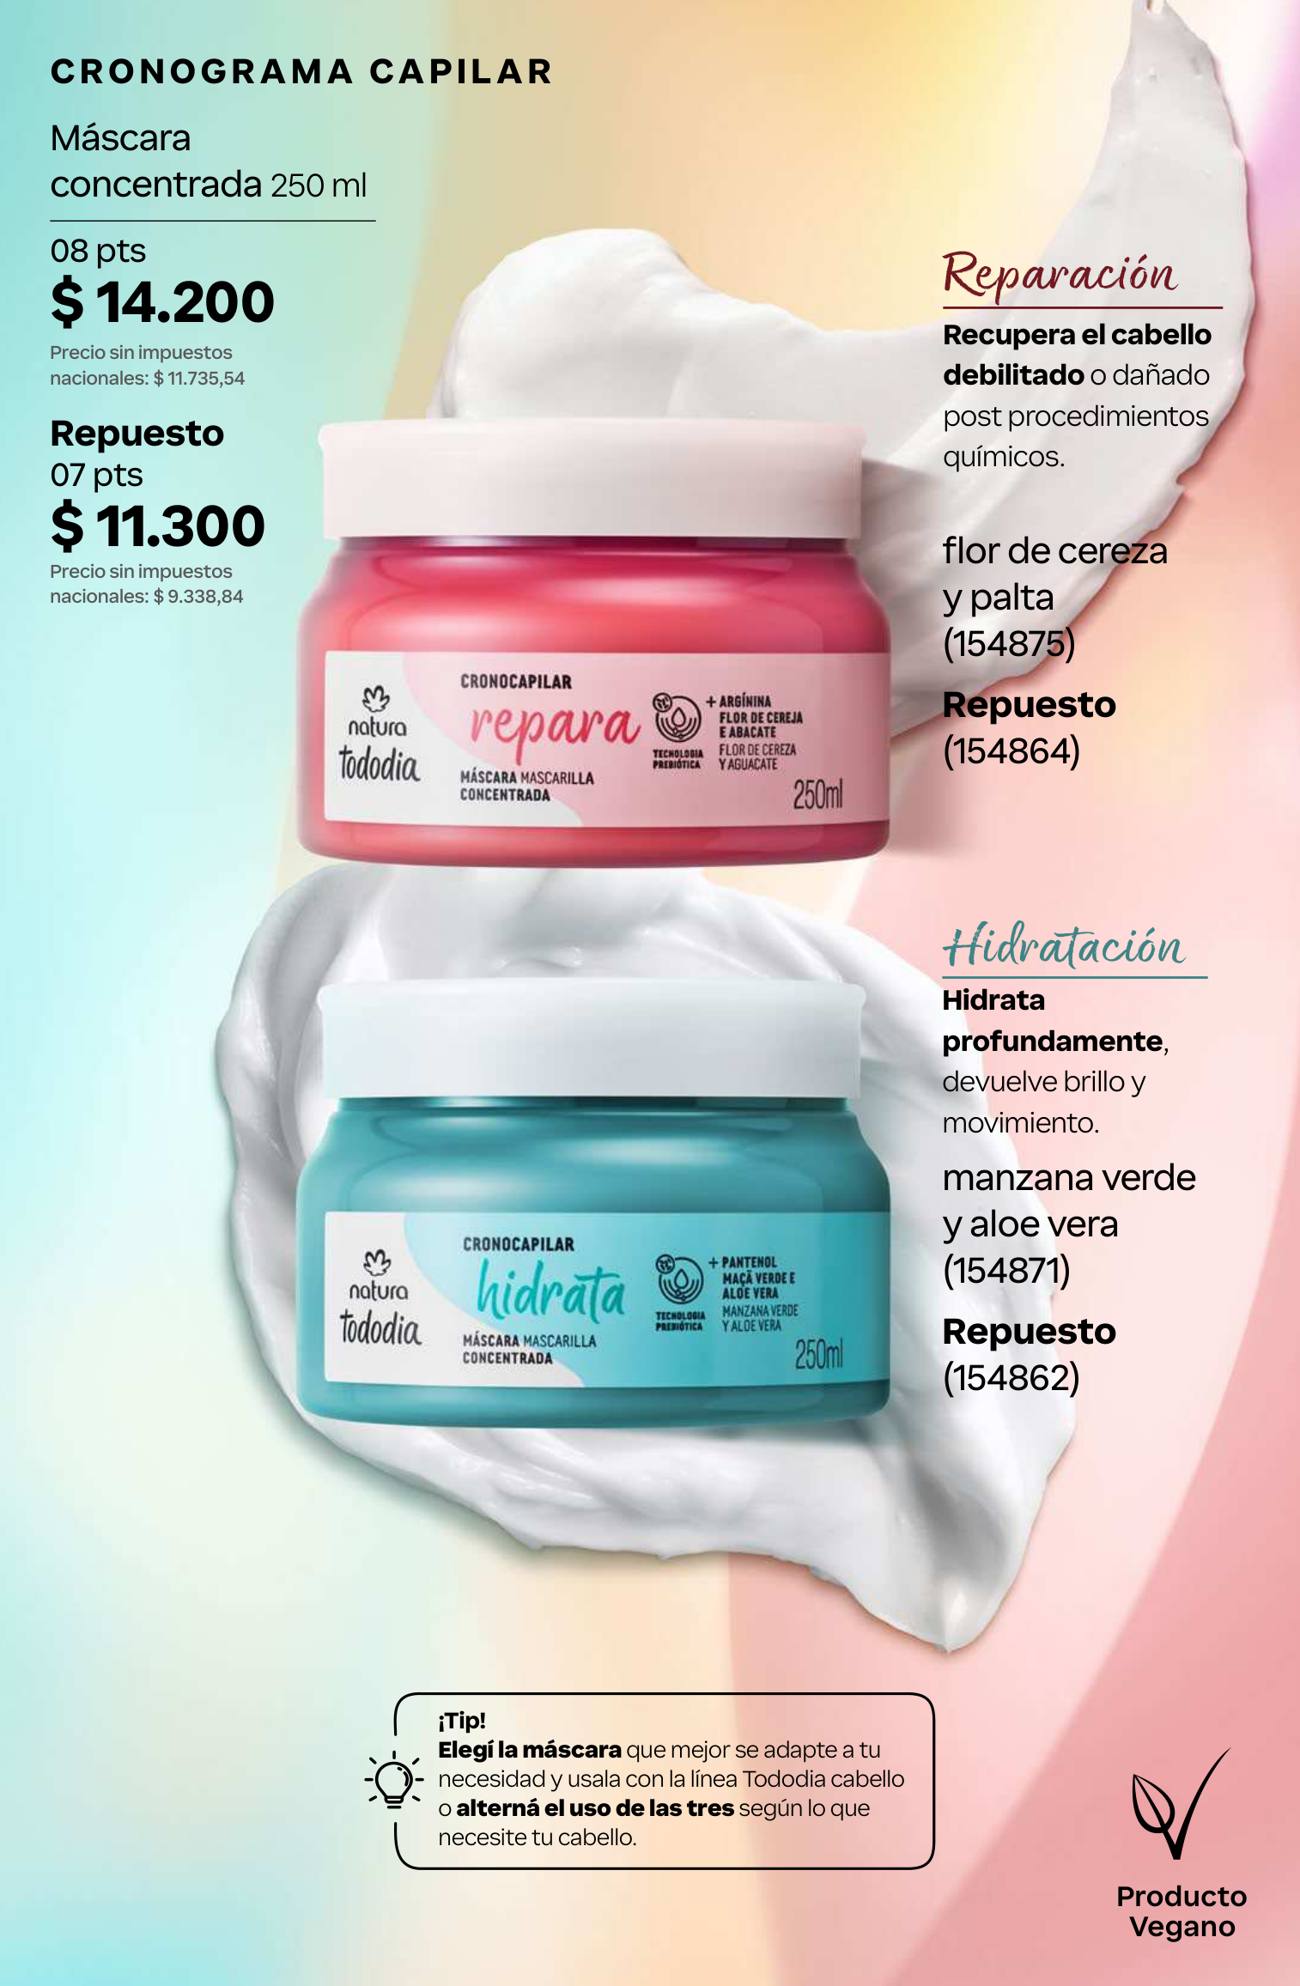 CRONOGRAMA CAPILAR
Máscara
concentrada 250 ml
08 pts
$ 14.200
Precio sin impuestos
nacionales: $ 11.735,54
Repuesto
07 pts
$ 11.300
Precio sin impuestos
nacionales: $ 9.338,84
Reparación
Recupera el cabello
debilitado o dañado
post procedimientos
químicos.
flor de cereza
y palta
(154875)
Repuesto
(154864)
natura
tododia
CRONOCAPILAR
repara
MÁSCARA MASCARILLA
CONCENTRADA
TECNOLOGIA
PREBIÓTICA
+ ARGÍNINA
FLOR DE CEREJA
E ABACATE
FLOR DE CEREZA
Y AGUACATE
250ml
Hidratación
Hidrata
profundamente,
devuelve brillo y
movimiento.
manzana verde
y aloe vera
(154871)
Repuesto
(154862)
natura
tododia
CRONOCAPILAR
hidrata
MÁSCARA MASCARILLA
CONCENTRADA
TECNOLOGIA
PREBIÓTICA
+ PANTENOL
MAÇÃ VERDE E
ALOE VERA
MANZANA VERDE
Y ALOE VERA
250ml
¡Tip!
Elegí la máscara que mejor se adapte a tu
necesidad y usala con la línea Tododia cabello
o alterná el uso de las tres según lo que
necesite tu cabello.
Producto
Vegano